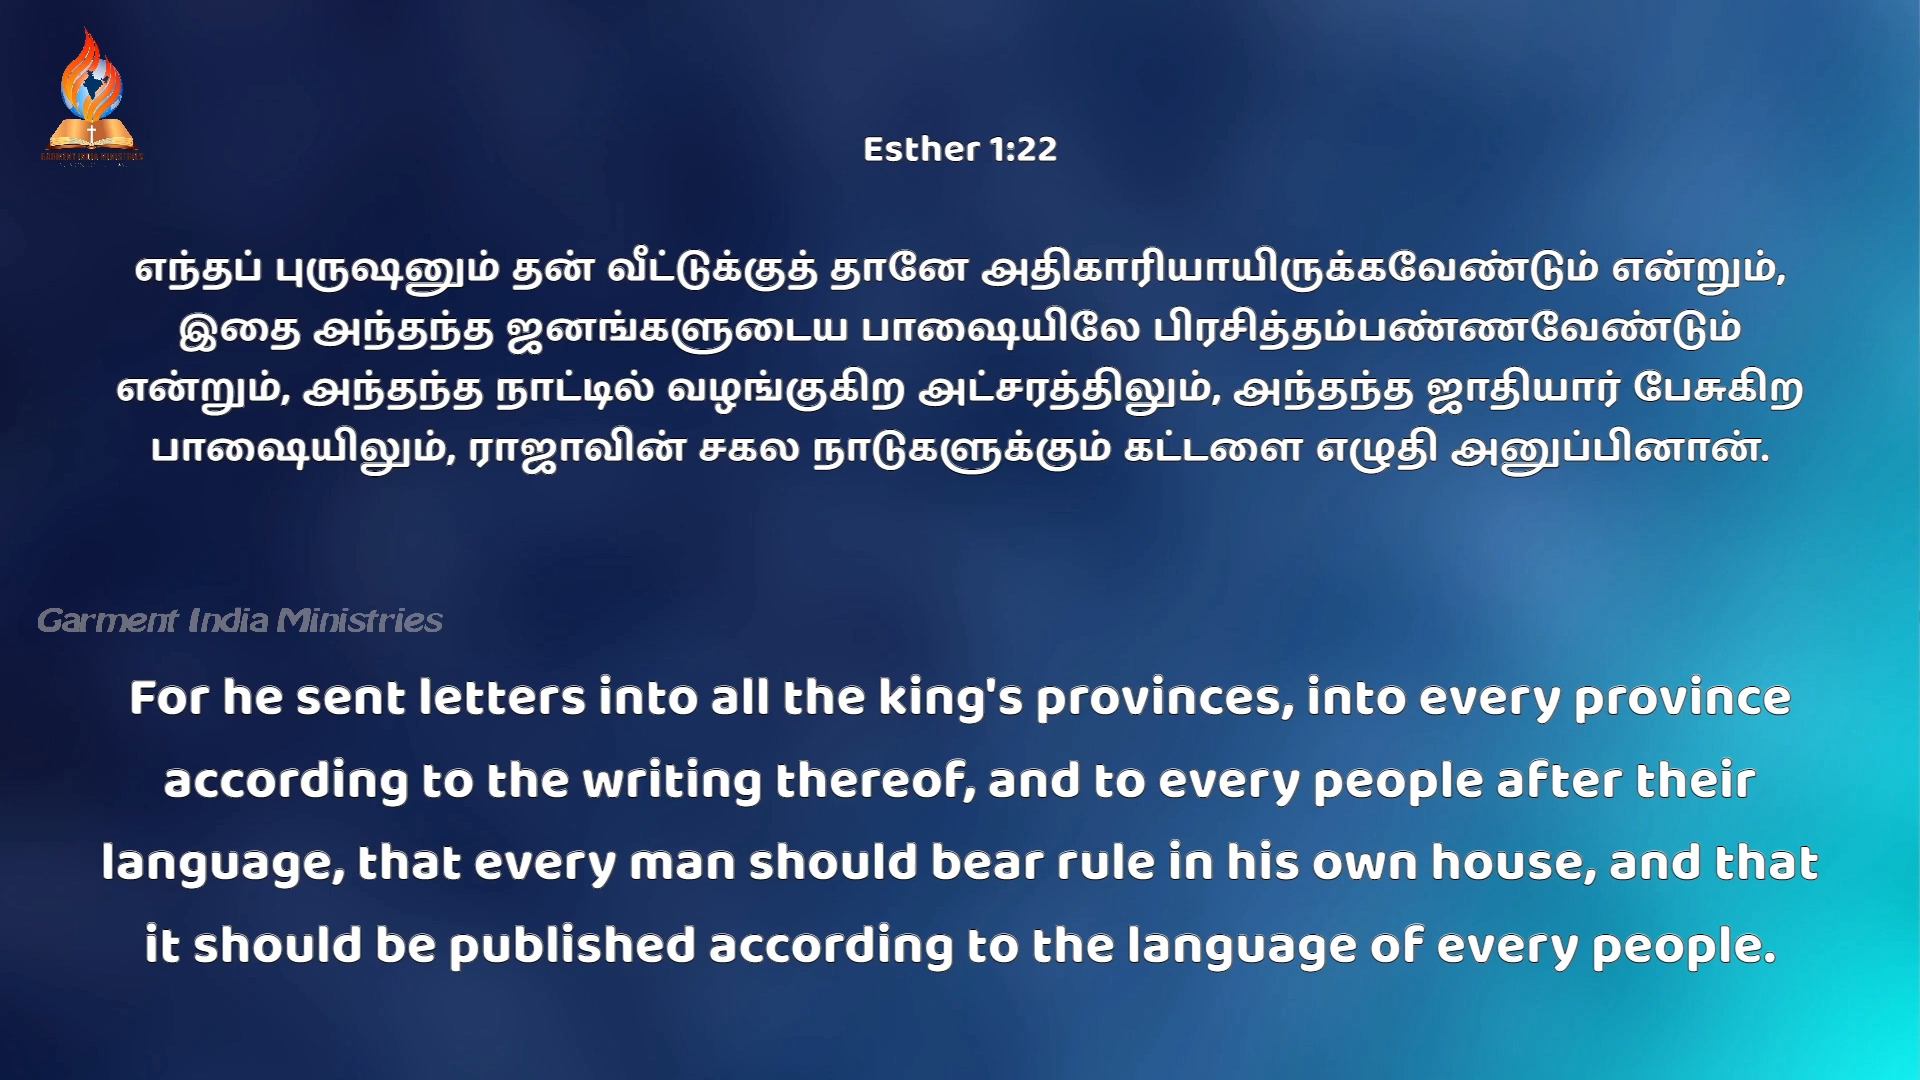 GARMENT INDIA MINISTRIES
Esther 1:22
எந்தப் புருஷனும் தன் வீட்டுக்குத் தானே அதிகாரியாயிருக்கவேண்டும் என்றும்,
இதை அந்தந்த ஜனங்களுடைய பாஷையிலே பிரசித்தம்பண்ணவேண்டும்
என்றும், அந்தந்த நாட்டில் வழங்குகிற அட்சரத்திலும், அந்தந்த ஜாதியார் பேசுகிற
பாஷையிலும், ராஜாவின் சகல நாடுகளுக்கும் கட்டளை எழுதி அனுப்பினான்.
Garment India Ministries
For he sent letters into all the king's provinces, into every province
according to the writing thereof, and to every people after their
language, that every man should bear rule in his own house, and that
it should be published according to the language of every people.